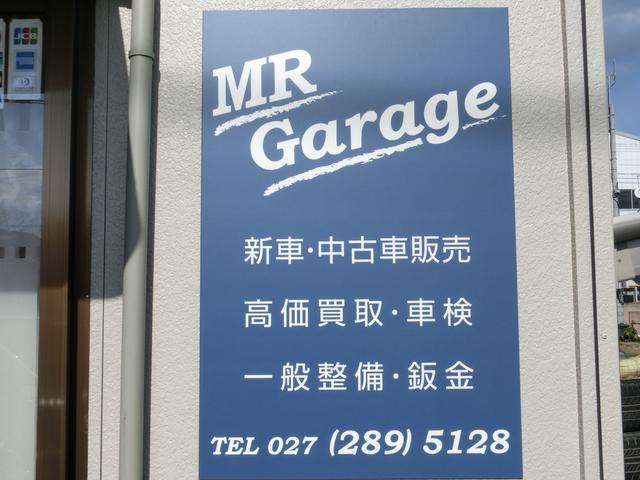 JCB
MR
Garage
新車·中古車販売
高価買取·車検
一般整備·鈑金
TEL 027 (289) 5128